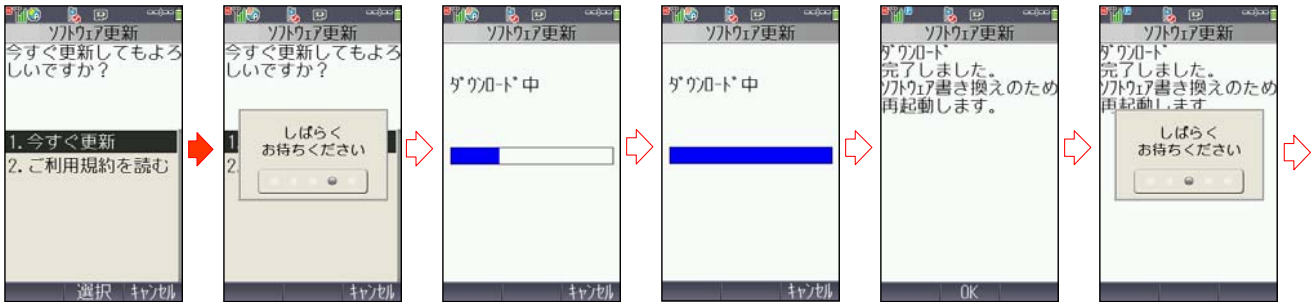 ソフトウェア更新
今すぐ更新してもよろ
しいですか？
1. 今すぐ更新
2. ご利用規約を読む
選択 キャンセル
ソフトウェア更新
今すぐ更新してもよろ
しいですか？
1
しばらく
お待ちください
2.
キャンセル
ソフトウェア更新
ダウンロード中
キャンセル
ソフトウェア更新
ダウンロード中
キャンセル
ソフトウェア更新
ダウンロード
完了しました。
ソフトウェア書き換えのため
再起動します。
OK
ソフトウェア更新
ダウンロード
完了しました。
ソフトウェア書き換えのため
再起動します
しばらく
お待ちください